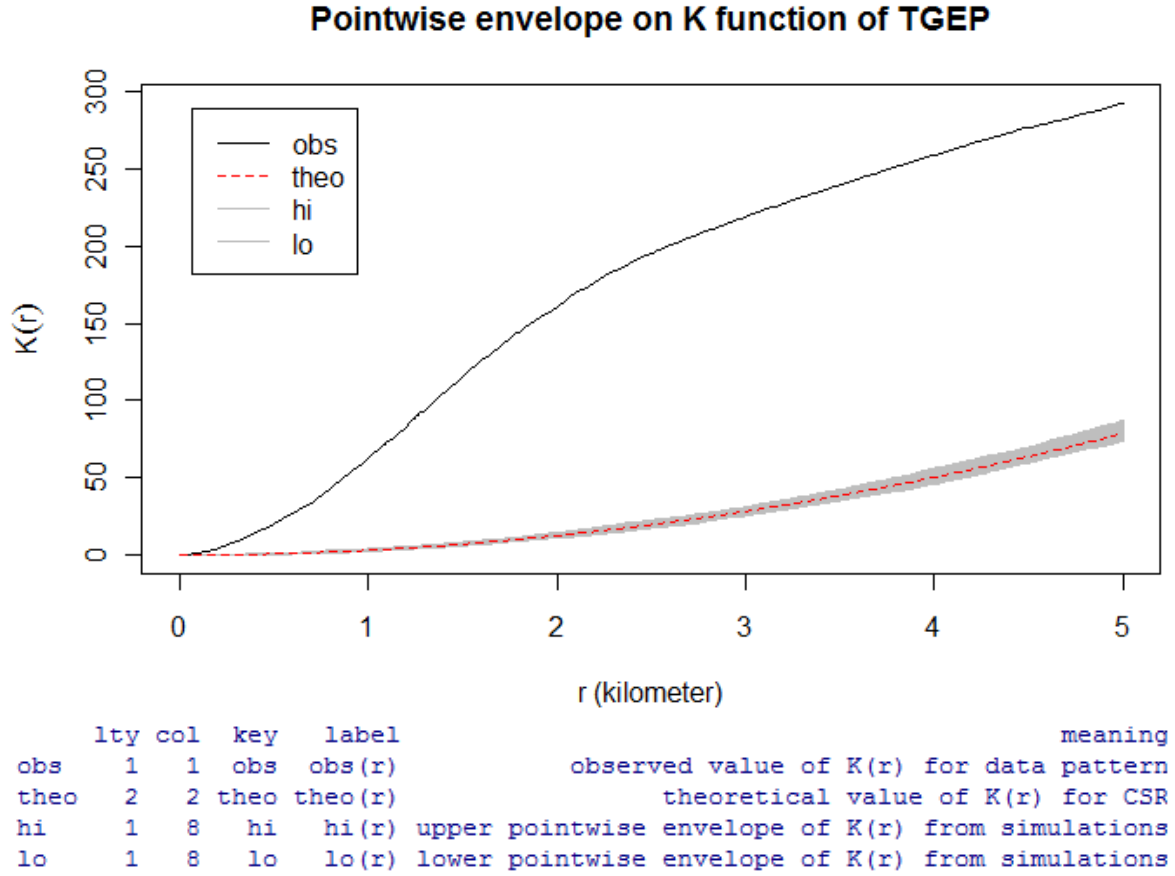 Pointwise envelope on K function of TGEP
300
250
200
150
100
50
0
K(r)
obs
theo
hi
lo
0 1 2 3 4 5
r (kilometer)
lty col key label meaning
obs 1 1 obs obs(r) observed value of K(r) for data pattern
theo 2 2 theo theo(r) theoretical value of K(r) for CSR
hi 1 8 hi hi(r) upper pointwise envelope of K(r) from simulations
lo 1 8 lo lo(r) lower pointwise envelope of K(r) from simulations